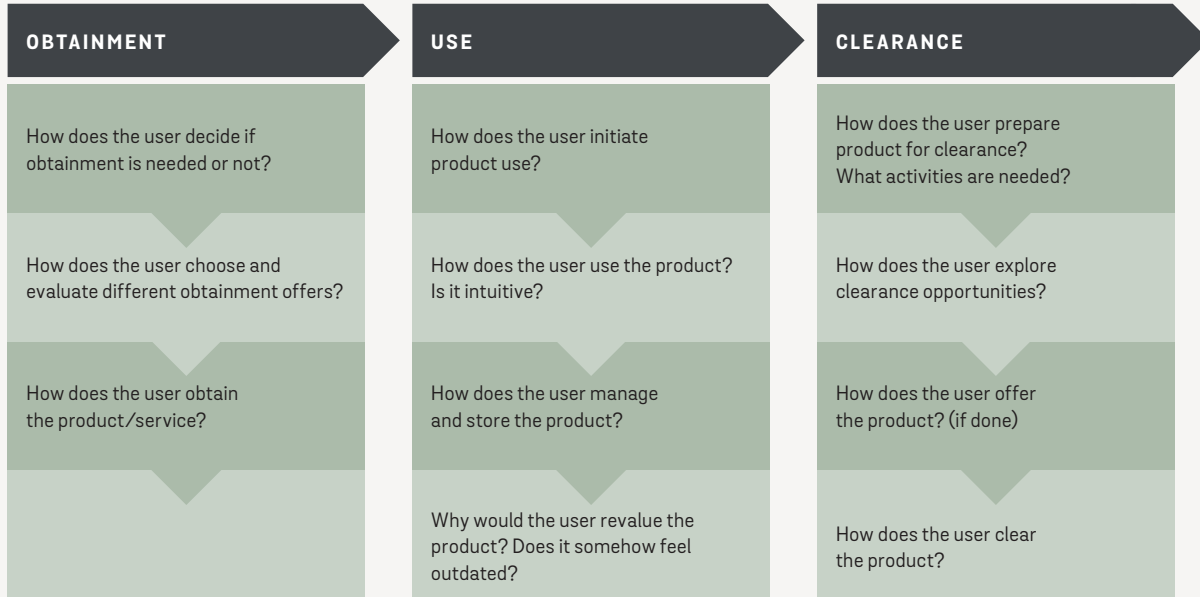 OBTAINMENT
How does the user decide if
obtainment is needed or not?
How does the user choose and
evaluate different obtainment offers?
How does the user obtain
the product/service?
USE
How does the user initiate
product use?
How does the user use the product?
Is it intuitive?
How does the user manage
and store the product?
Why would the user revalue the
product? Does it somehow feel
outdated?
CLEARANCE
How does the user prepare
product for clearance?
What activities are needed?
How does the user explore
clearance opportunities?
How does the user offer
the product? (if done)
How does the user clear
the product?